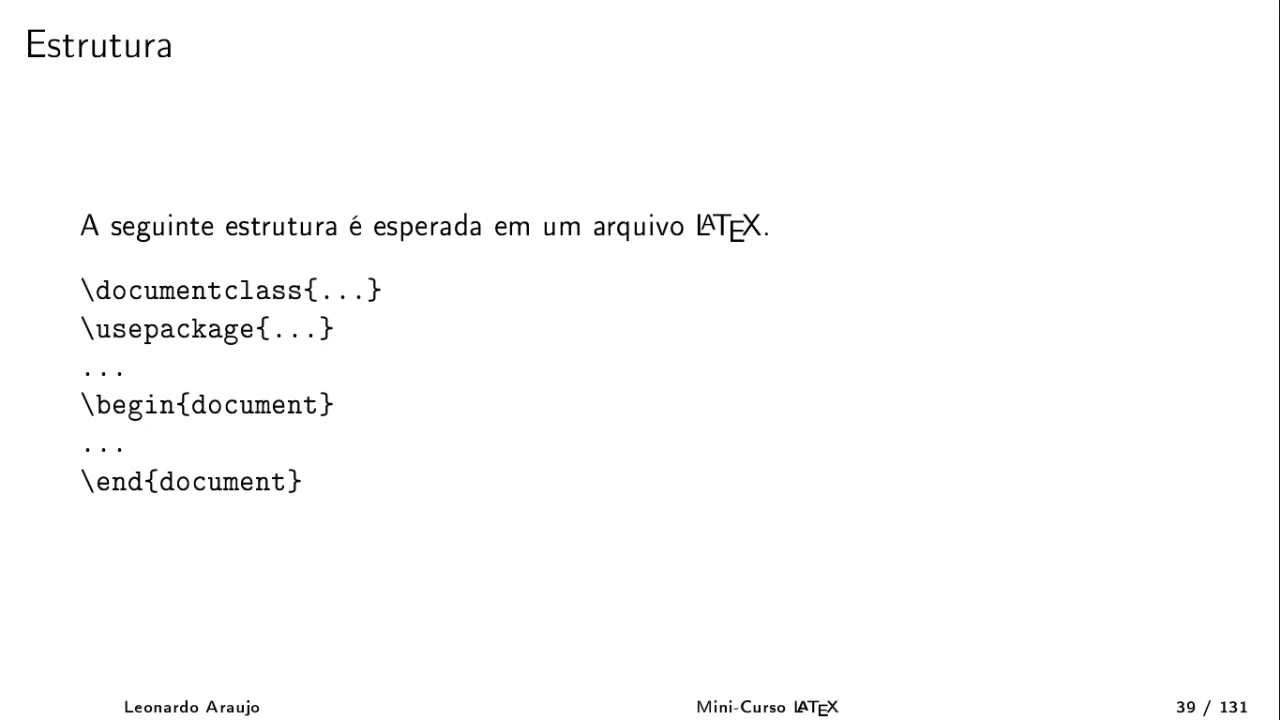 Estrutura
A seguinte estrutura é esperada em um arquivo LATEX.
\documentclass{...}
\usepackage{...}
...
\begin{document}
...
\end{document}
Leonardo Araujo Mini-Curso LATEX 39 / 131